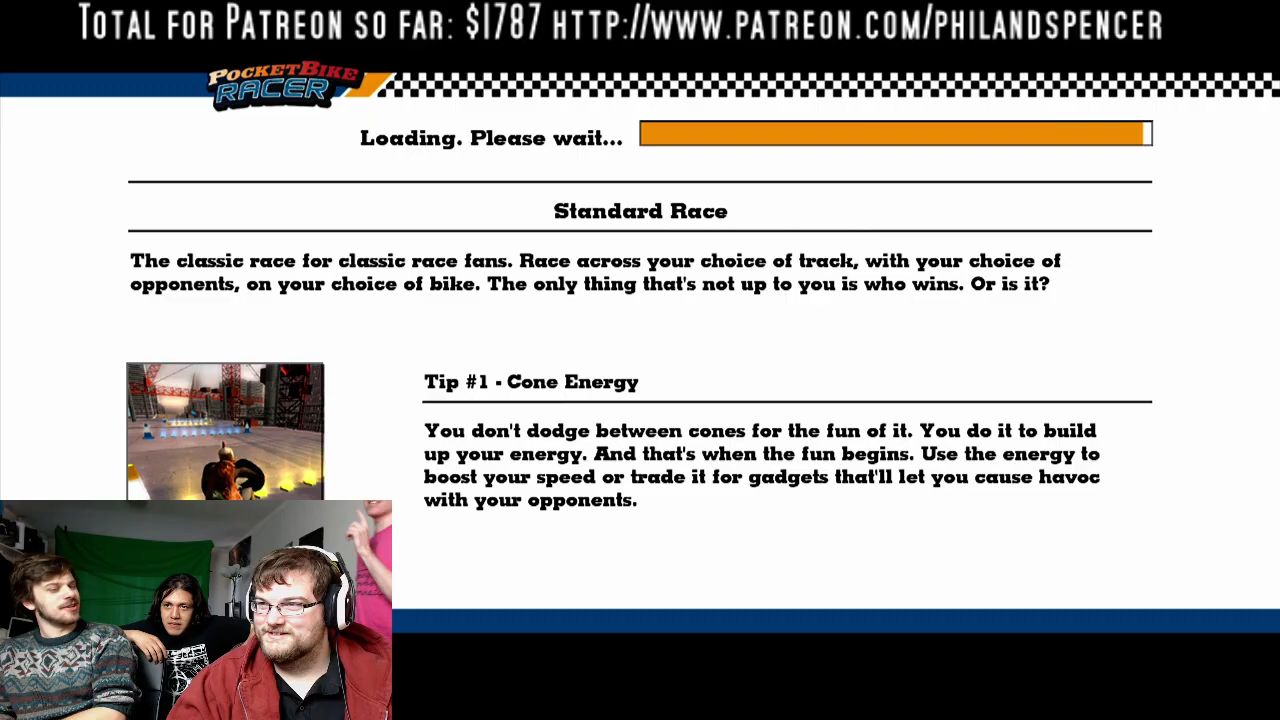 Total for Patreon so far: $1787 http://www.patreon.com/philandspencer
PocketBike
Racer
Loading. Please wait...
Standard Race
The classic race for classic race fans. Race across your choice of track, with your choice of
opponents, on your choice of bike. The only thing that's not up to you is who wins. Or is it?
Tip #1 - Cone Energy
You don't dodge between cones for the fun of it. You do it to build
up your energy. And that's when the fun begins. Use the energy to
boost your speed or trade it for gadgets that'll let you cause havoc
with your opponents.